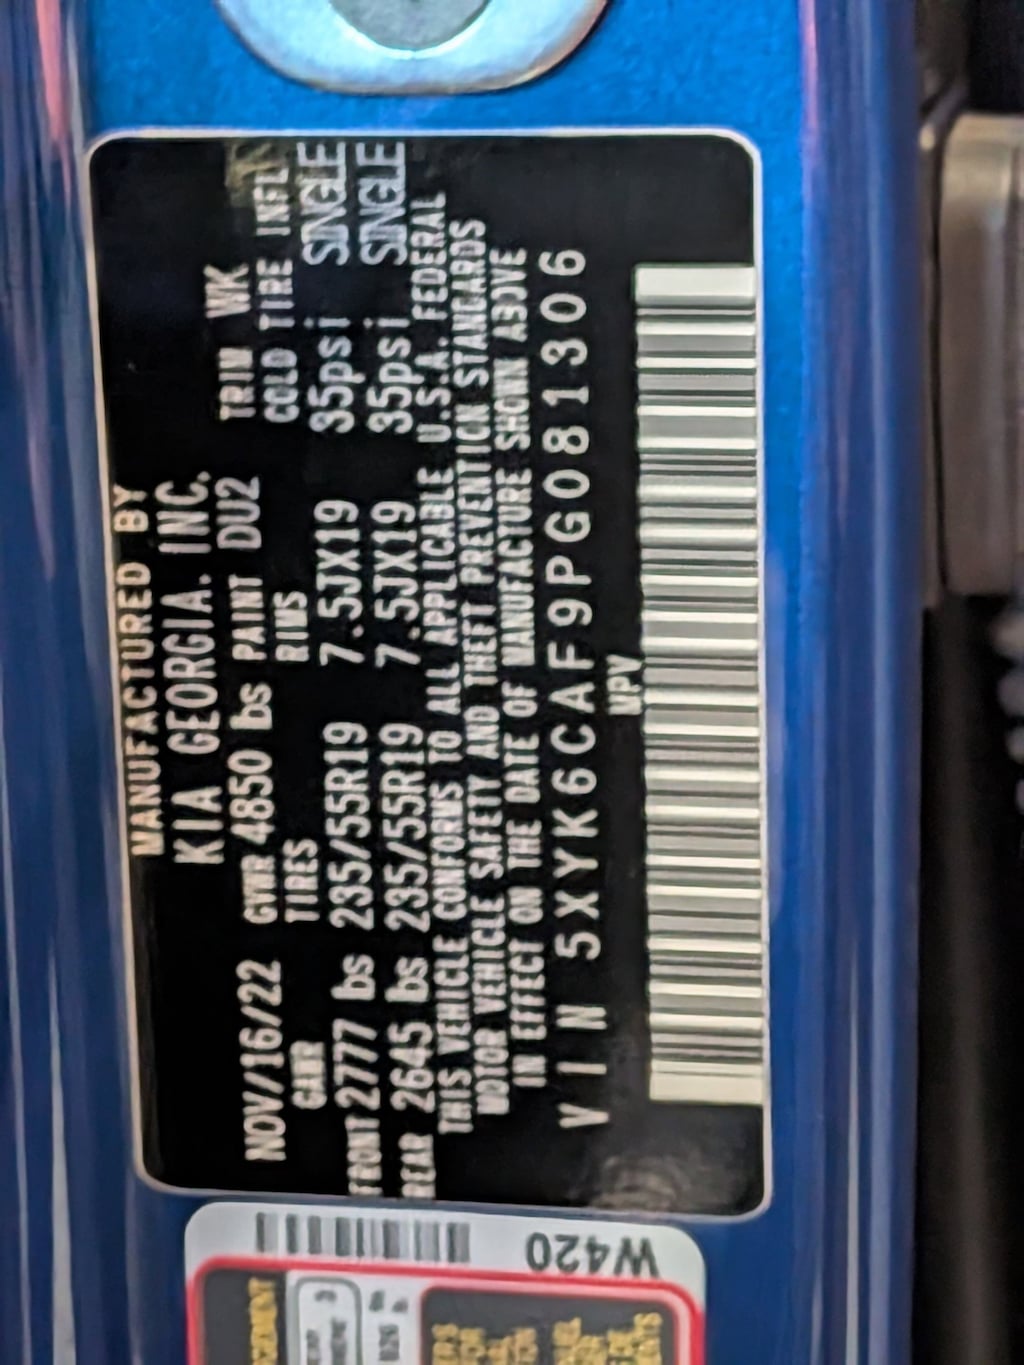 MANUFACTURED BY
KIA GEORGIA. INC.
NOV/16/22 GVWR 4850 lbs PAINT DU2 TRIM WK
GAWR TIRES RIMS COLD TIRE INFL
FRONT 2777 lbs 235/55R19 7.5JX19 35psi SINGLE
REAR 2645 lbs 235/55R19 7.5JX19 35psi SINGLE
THIS VEHICLE CONFORMS TO ALL APPLICABLE U.S.A. FEDERAL
MOTOR VEHICLE SAFETY AND THEFT PREVENTION STANDARDS
IN EFFECT ON THE DATE OF MANUFACTURE SHOWN ABOVE
VIN 5XYK6CAF9PG081306
MPV
W420